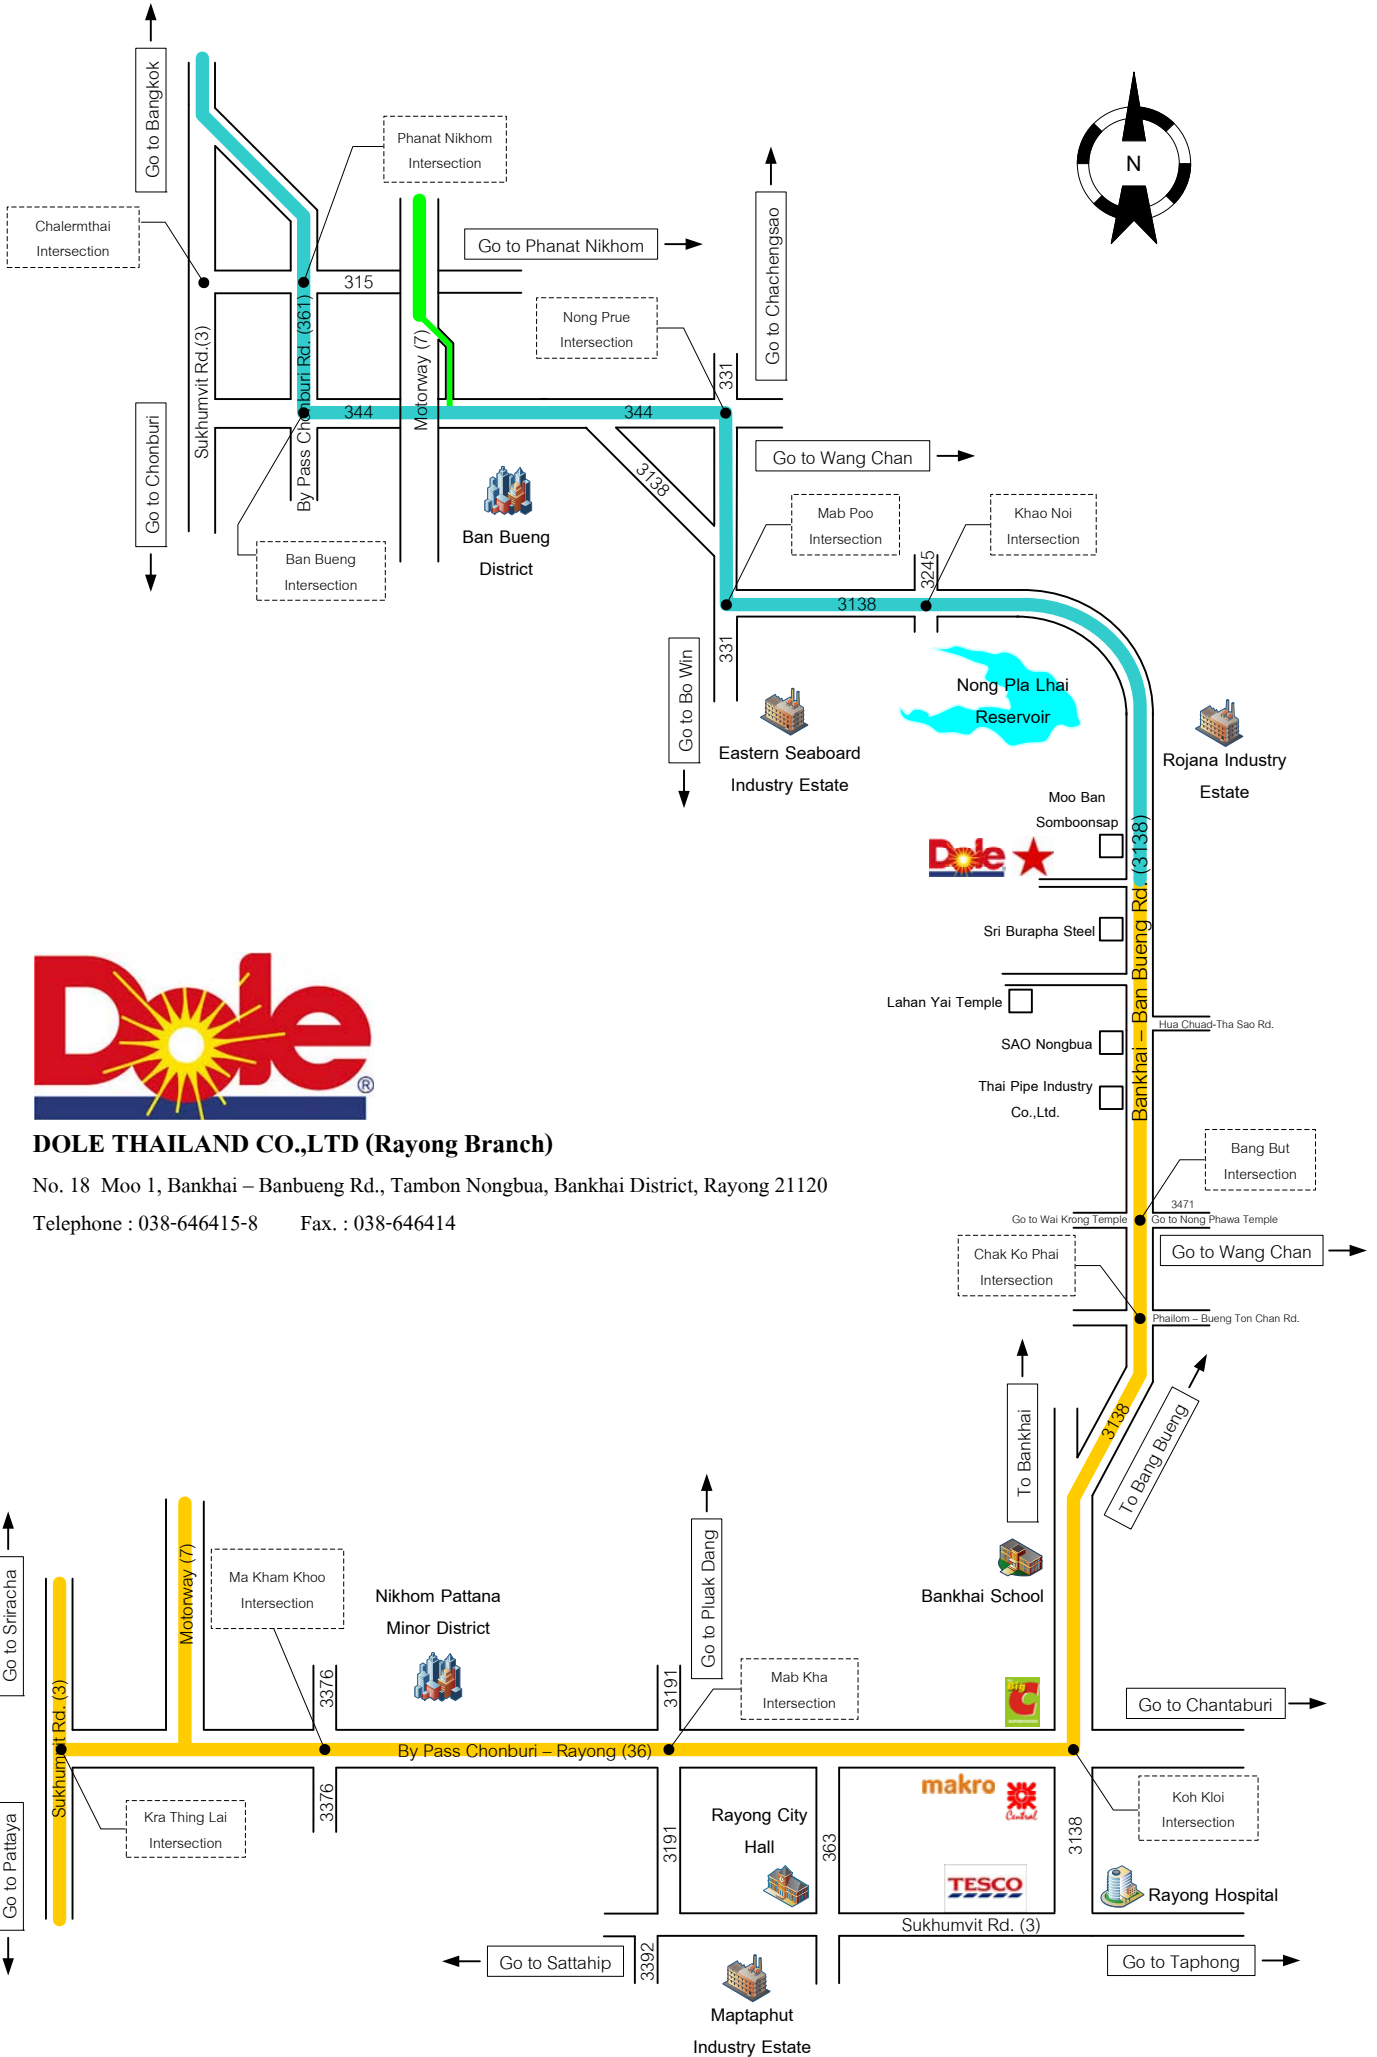 Go to Bangkok
Phanat Nikhom
Intersection
N
Chalermthai
Intersection
Go to Phanat Nikhom
Go to Chachengsao
315
Nong Prue
Intersection
Sukhumvit Rd.(3)
By Pass Chonburi Rd. (361)
Motorway (7)
331
344
344
Go to Chonburi
Go to Wang Chan
3138
Ban Bueng
District
Mab Poo
Intersection
Khao Noi
Intersection
Ban Bueng
Intersection
3245
3138
331
Go to Bo Win
Nong Pla Lhai
Reservoir
Eastern Seaboard
Industry Estate
Rojana Industry
Estate
Moo Ban
Somboonsap
Dole
Bankhai – Ban Bueng Rd. (3138)
Sri Burapha Steel
Lahan Yai Temple
Hua Chuad-Tha Sao Rd.
SAO Nongbua
Thai Pipe Industry
Co.,Ltd.
Dole ®
DOLE THAILAND CO.,LTD (Rayong Branch)
No. 18 Moo 1, Bankhai – Banbueng Rd., Tambon Nongbua, Bankhai District, Rayong 21120
Telephone : 038-646415-8 Fax. : 038-646414
Bang But
Intersection
3471
Go to Wai Krong Temple
Go to Nong Phawa Temple
Chak Ko Phai
Intersection
Go to Wang Chan
Phailom – Bueng Ton Chan Rd.
To Bankhai
3138
To Bang Bueng
Go to Sriracha
Motorway (7)
Ma Kham Khoo
Intersection
Nikhom Pattana
Minor District
Go to Pluak Dang
Bankhai School
Sukhumvit Rd. (3)
3376
3191
Mab Kha
Intersection
Big
C
Go to Chantaburi
By Pass Chonburi – Rayong (36)
3376
Kra Thing Lai
Intersection
Go to Pattaya
3191
Rayong City
Hall
363
makro
Central
3138
Koh Kloi
Intersection
TESCO
Rayong Hospital
Sukhumvit Rd. (3)
Go to Sattahip
3392
Go to Taphong
Maptaphut
Industry Estate